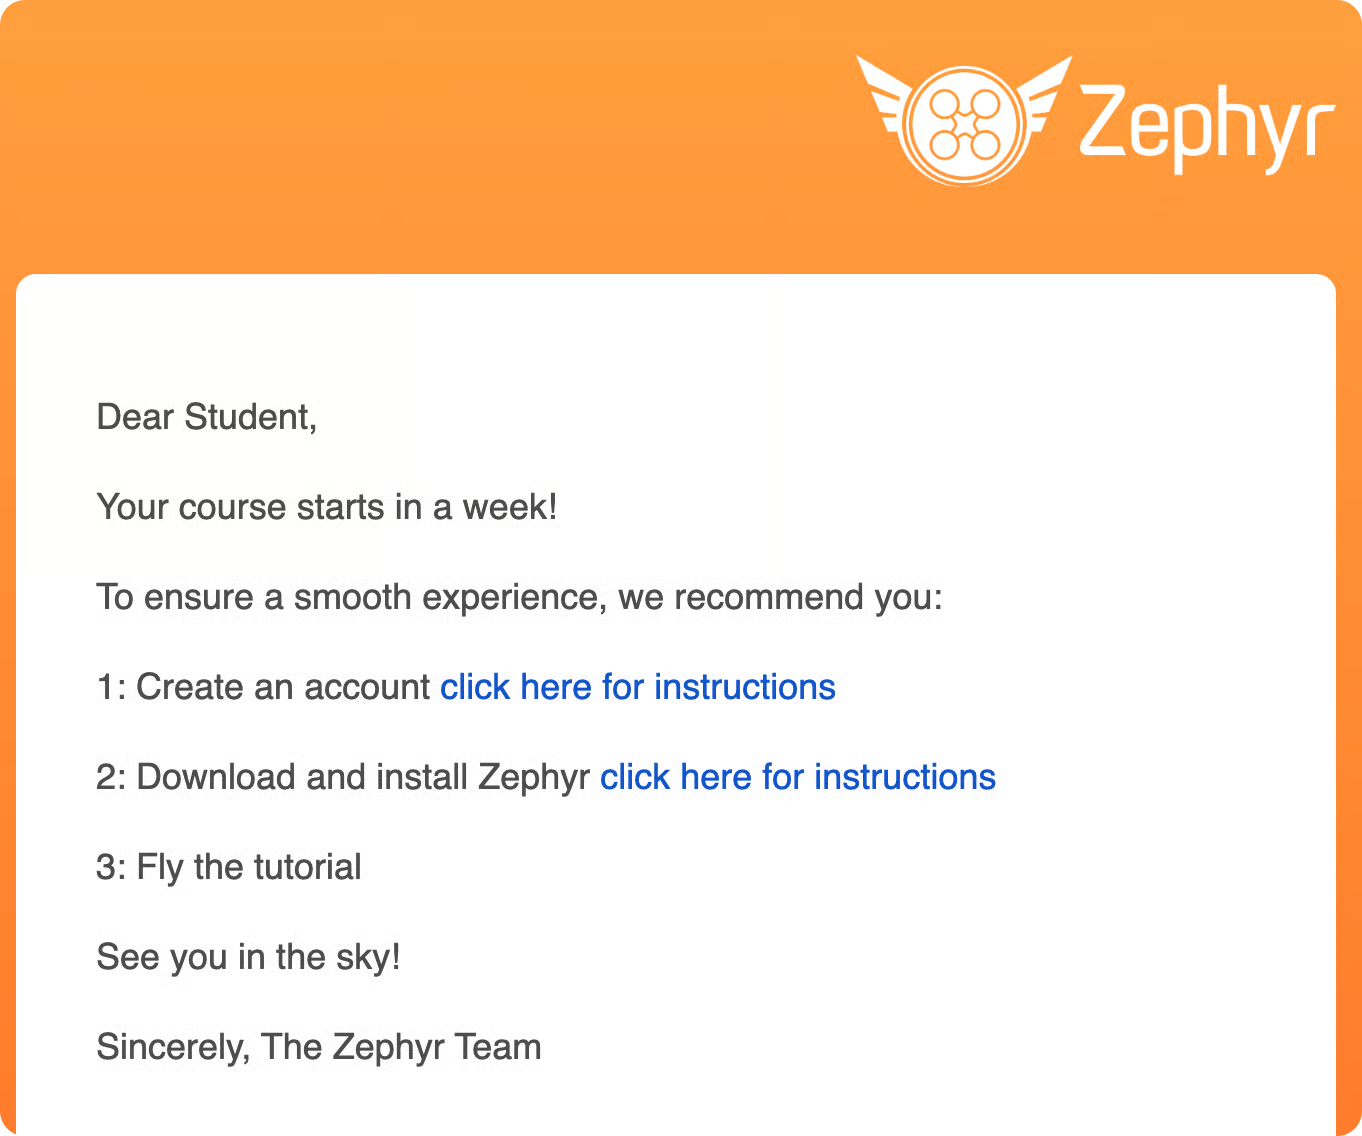 Zephyr
Dear Student,
Your course starts in a week!
To ensure a smooth experience, we recommend you:
1: Create an account click here for instructions
2: Download and install Zephyr click here for instructions
3: Fly the tutorial
See you in the sky!
Sincerely, The Zephyr Team